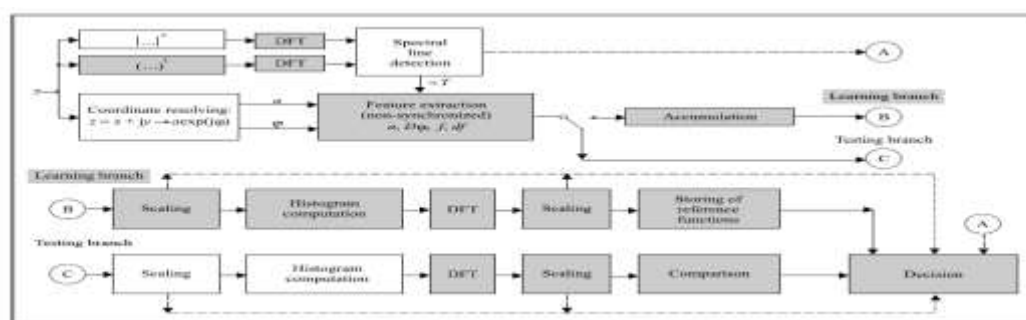 |...|ⁿ
DFT
Spectral
line
detection
A
(...)ⁿ
DFT
~ T
Coordinate resolving:
a
φ
Feature extraction
(non-synchronized)
Accumulation
Learning branch
B
Testing branch
C
Learning branch
B
Scaling
Histogram
computation
DFT
Scaling
Storing of
reference
functions
A
Testing branch
C
Scaling
Histogram
computation
DFT
Scaling
Comparison
Decision